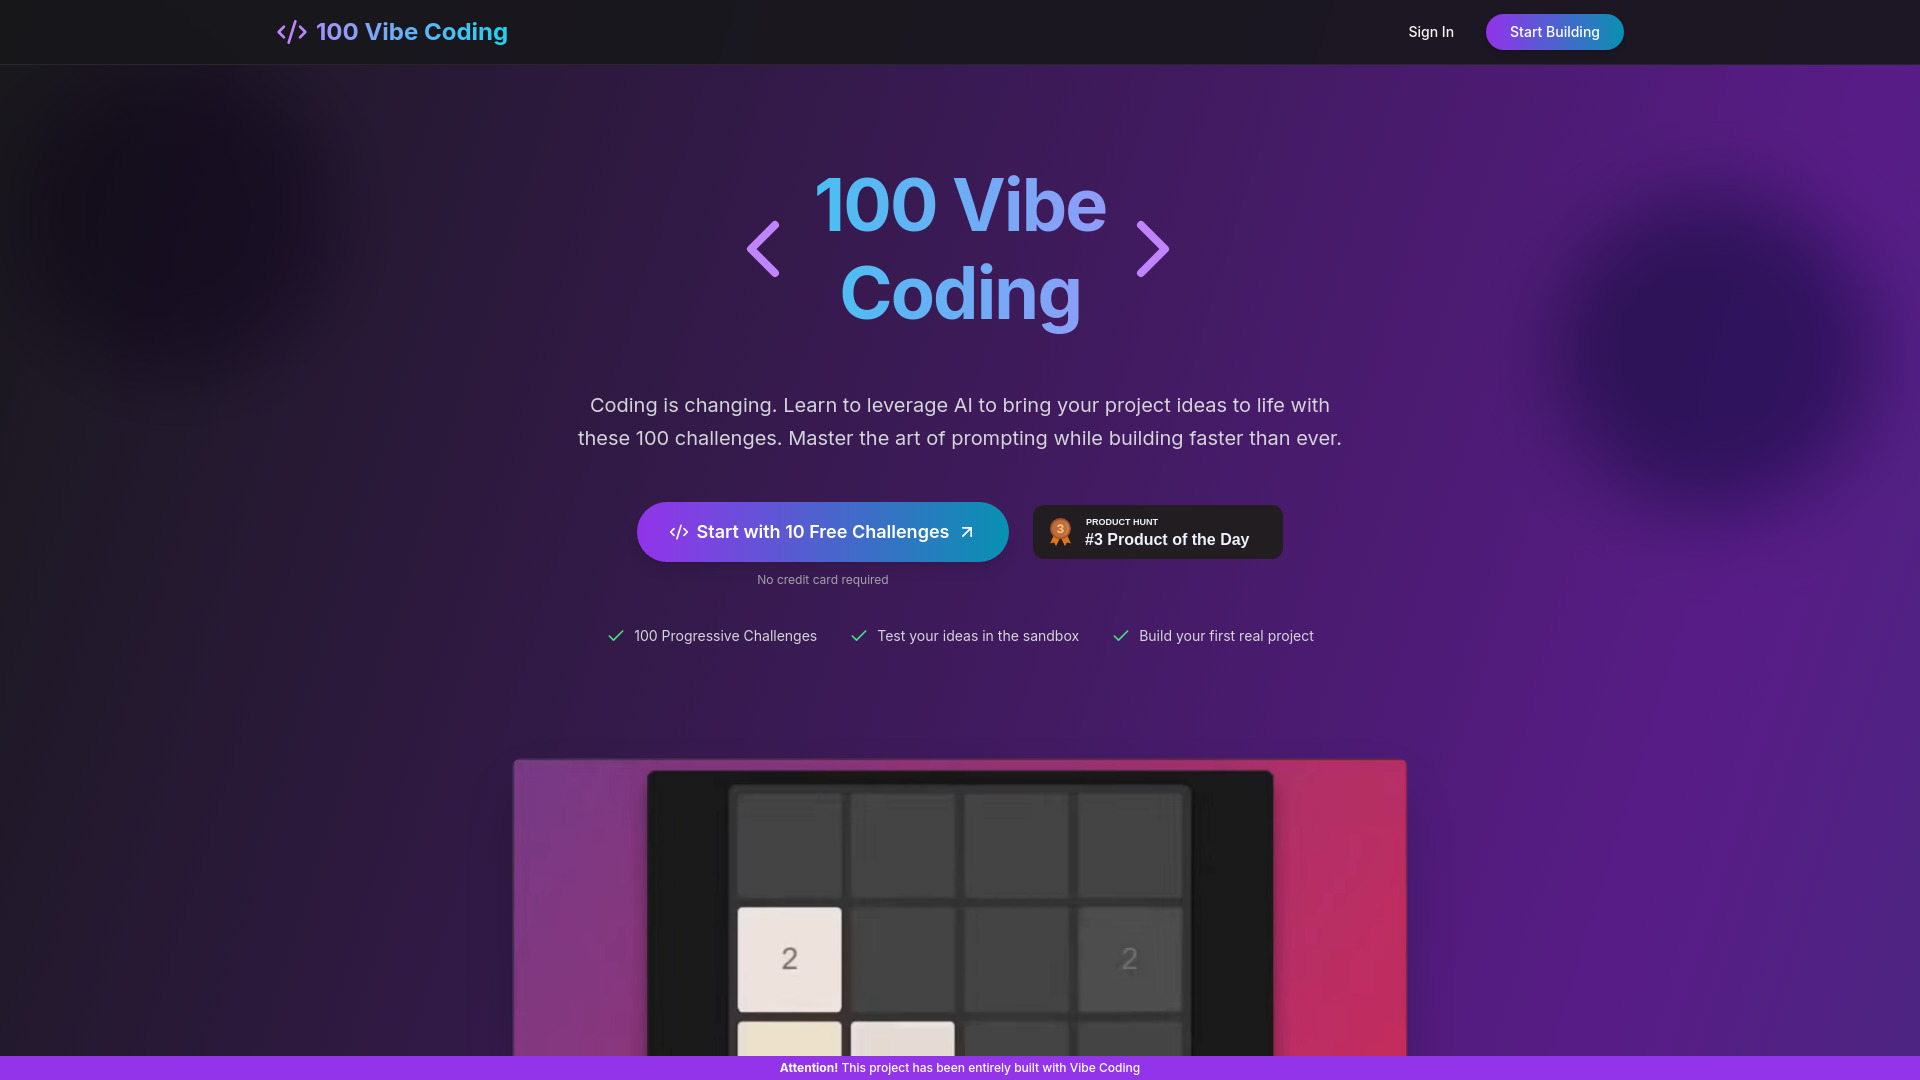 100 Vibe Coding
Sign In
Start Building
100 Vibe
Coding
Coding is changing. Learn to leverage AI to bring your project ideas to life with
these 100 challenges. Master the art of prompting while building faster than ever.
Start with 10 Free Challenges
3
PRODUCT HUNT
#3 Product of the Day
No credit card required
100 Progressive Challenges
Test your ideas in the sandbox
Build your first real project
2
2
Attention! This project has been entirely built with Vibe Coding